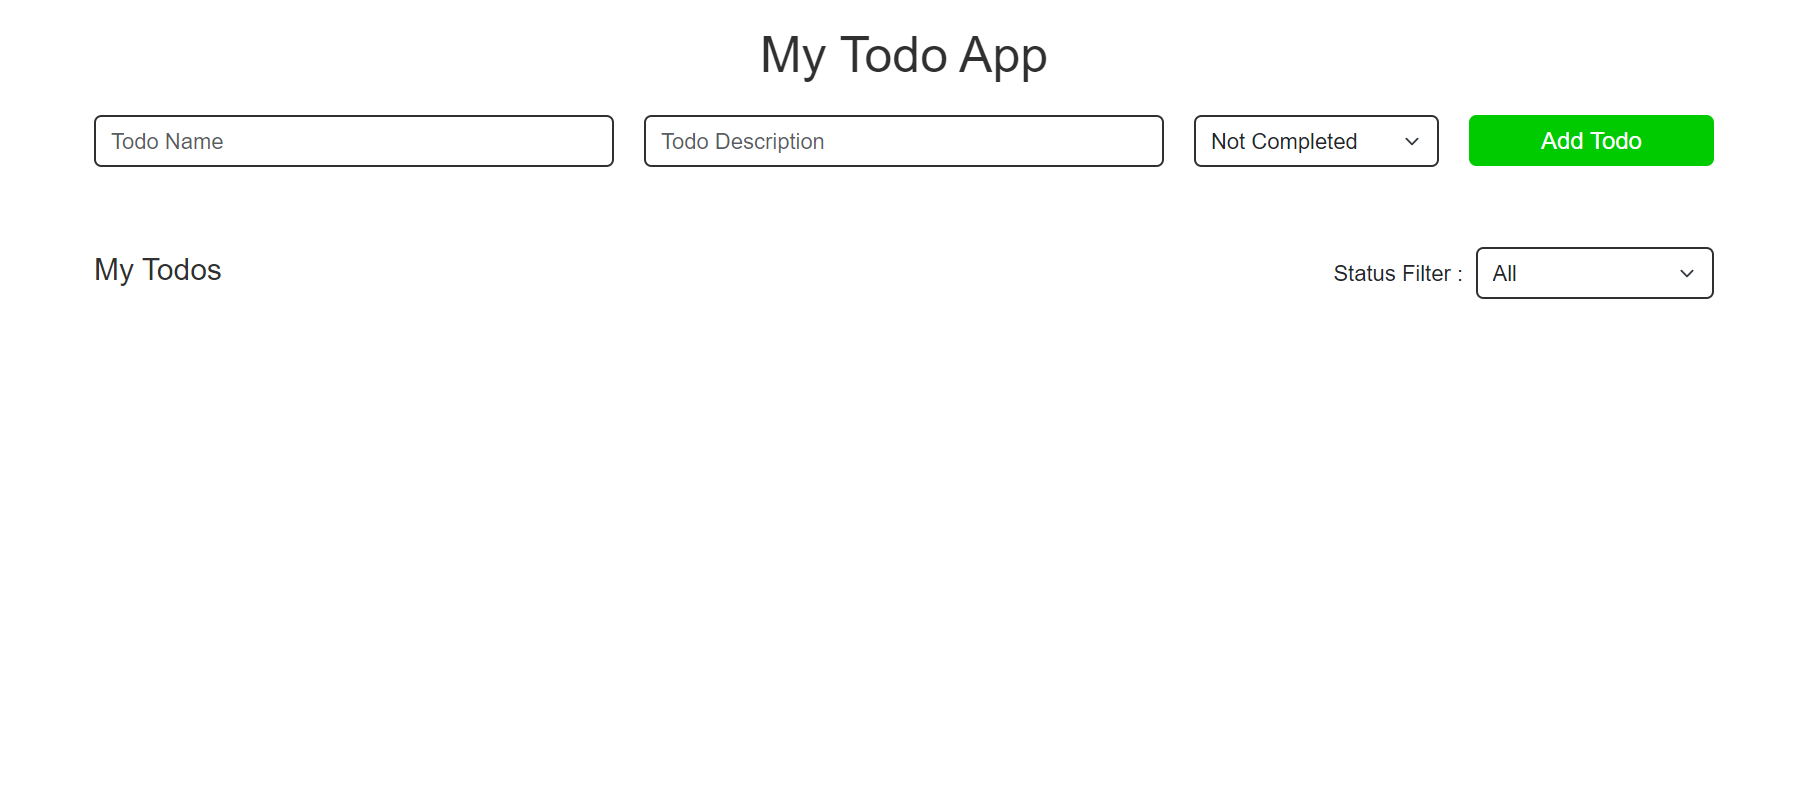 My Todo App
Todo Name Todo Description Not Completed Add Todo
My Todos Status Filter : All